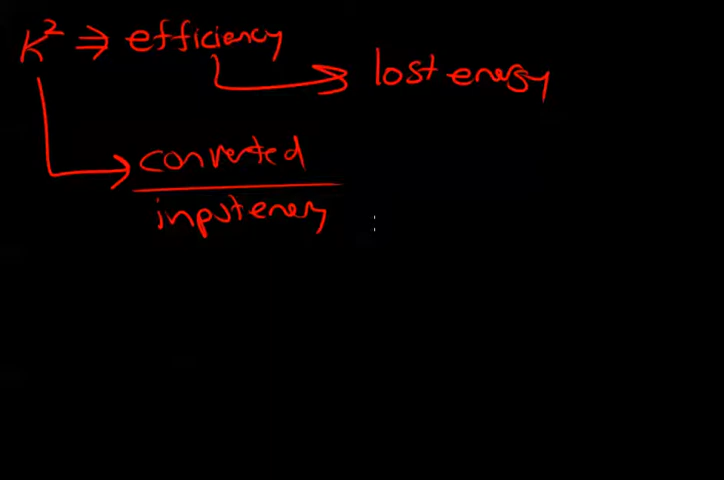 K² ⇒ efficiency
lost energy
converted
input energy